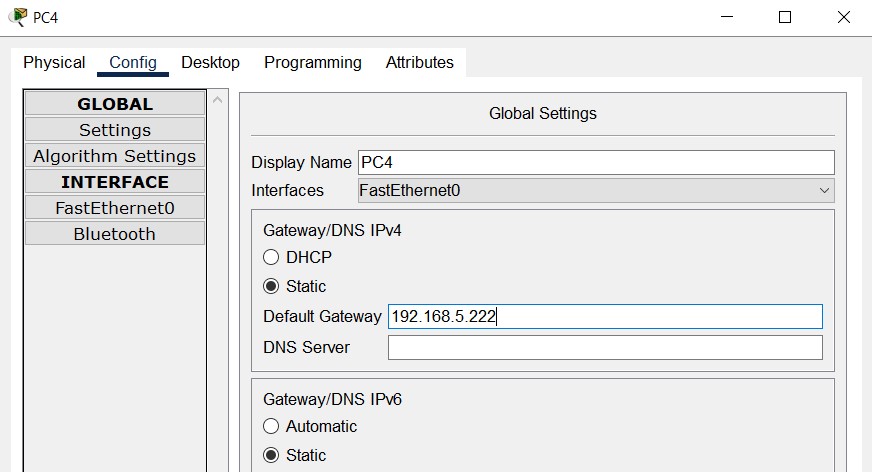 PC4
Physical Config Desktop Programming Attributes
GLOBAL
Settings
Algorithm Settings
INTERFACE
FastEthernet0
Bluetooth
Global Settings
Display Name PC4
Interfaces FastEthernet0
Gateway/DNS IPv4
DHCP
Static
Default Gateway 192.168.5.222
DNS Server
Gateway/DNS IPv6
Automatic
Static